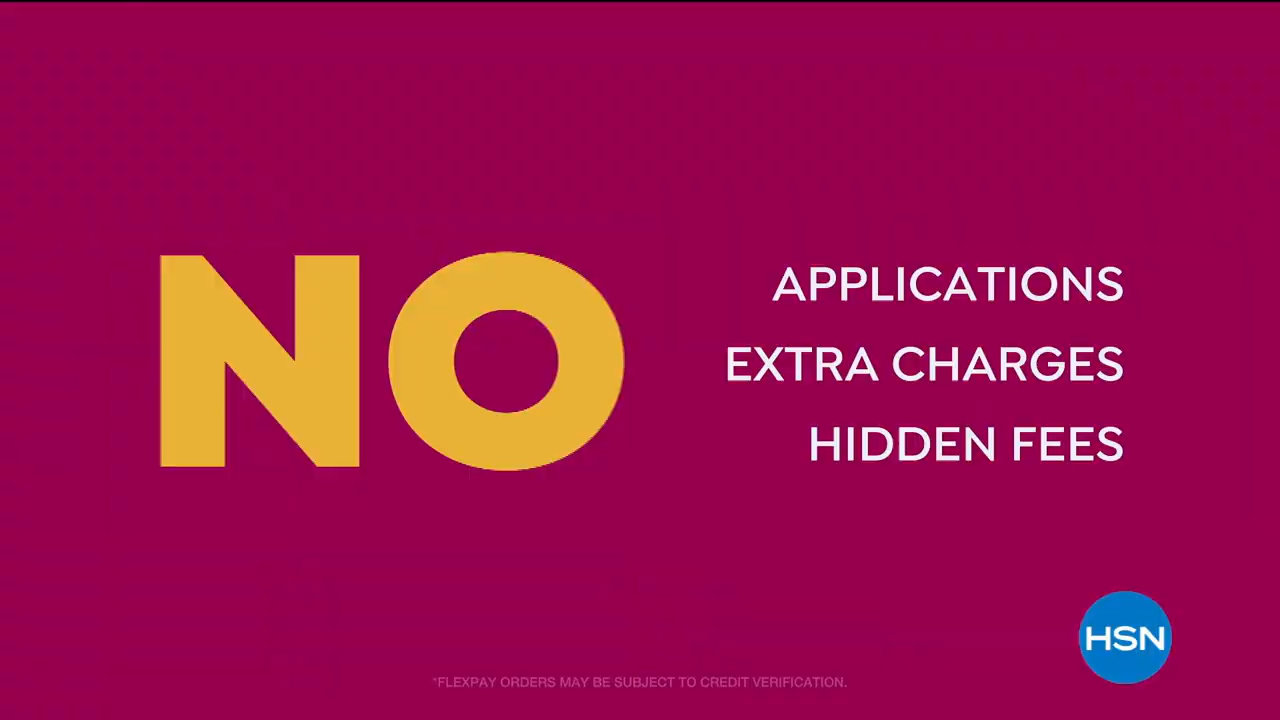 NO
APPLICATIONS
EXTRA CHARGES
HIDDEN FEES
HSN
*FLEXPAY ORDERS MAY BE SUBJECT TO CREDIT VERIFICATION.